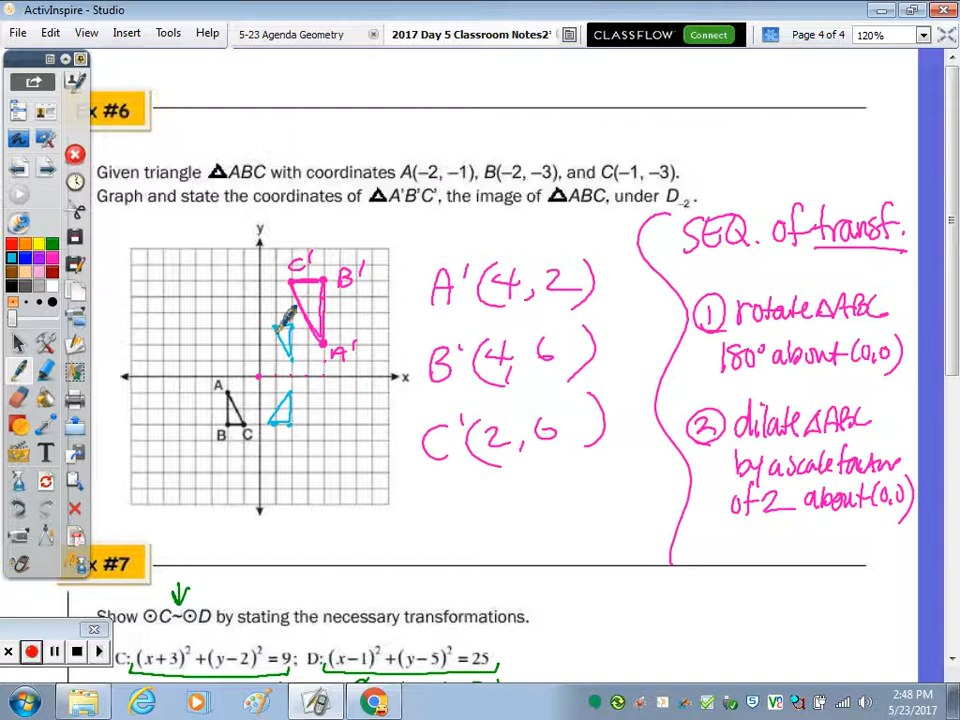 ActivInspire - Studio
File Edit View Insert Tools Help
5-23 Agenda Geometry
2017 Day 5 Classroom Notes2'
CLASSFLOW Connect
Page 4 of 4
120%
Ex #6
Given triangle ▲ABC with coordinates A(−2, −1), B(−2, −3), and C(−1, −3).
Graph and state the coordinates of ▲A'B'C', the image of ▲ABC, under D₋₂.
y
x
A
B C
C' B'
A'
A'(4, 2)
B'(4, 6)
C'(2, 6)
SEQ. of transf.
① rotate△ABC
180° about (0,0)
② dilate△ABC
by a scale factor
of 2 about (0,0)
Ex #7
Show ⊙C~⊙D by stating the necessary transformations.
C: (x+3)² +(y−2)² = 9; D: (x−1)² +(y−5)² = 25
2:48 PM
5/23/2017